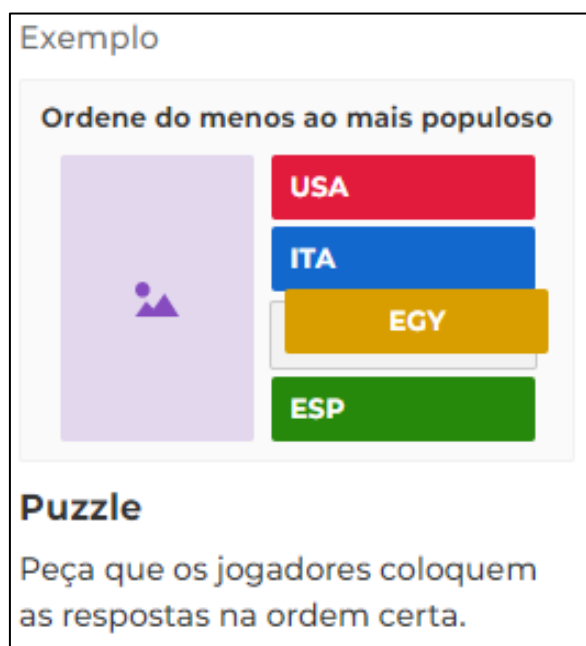 Exemplo
Ordene do menos ao mais populoso
USA
ITA
EGY
ESP
Puzzle
Peça que os jogadores coloquem
as respostas na ordem certa.